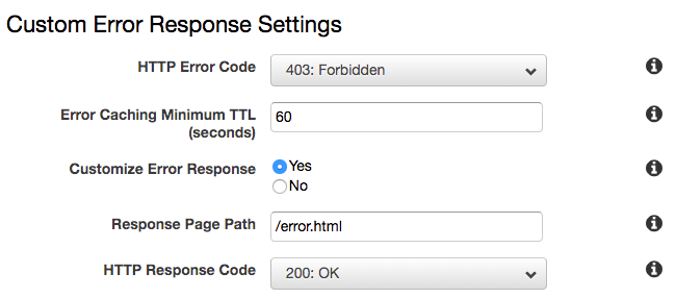 Custom Error Response Settings
HTTP Error Code
403: Forbidden
Error Caching Minimum TTL
(seconds)
60
Customize Error Response
Yes
No
Response Page Path
/error.html
HTTP Response Code
200: OK